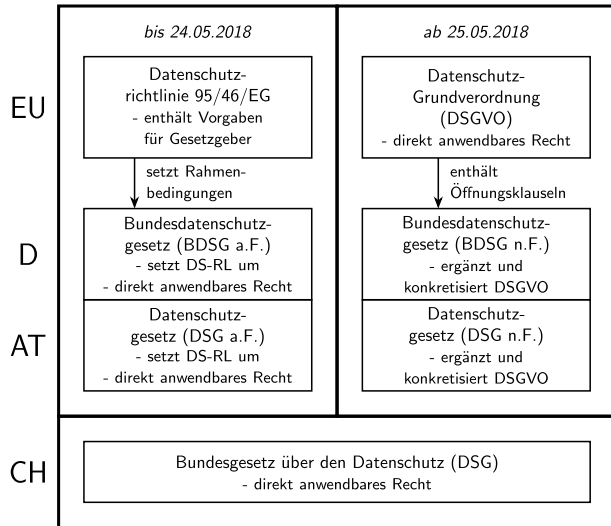 bis 24.05.2018
ab 25.05.2018
EU
Datenschutz-
richtlinie 95/46/EG
- enthält Vorgaben
für Gesetzgeber
Datenschutz-
Grundverordnung
(DSGVO)
- direkt anwendbares Recht
setzt Rahmen-
bedingungen
enthält
Öffnungsklauseln
D
Bundesdatenschutz-
gesetz (BDSG a.F.)
- setzt DS-RL um
- direkt anwendbares Recht
Bundesdatenschutz-
gesetz (BDSG n.F.)
- ergänzt und
konkretisiert DSGVO
AT
Datenschutz-
gesetz (DSG a.F.)
- setzt DS-RL um
- direkt anwendbares Recht
Datenschutz-
gesetz (DSG n.F.)
- ergänzt und
konkretisiert DSGVO
CH
Bundesgesetz über den Datenschutz (DSG)
- direkt anwendbares Recht